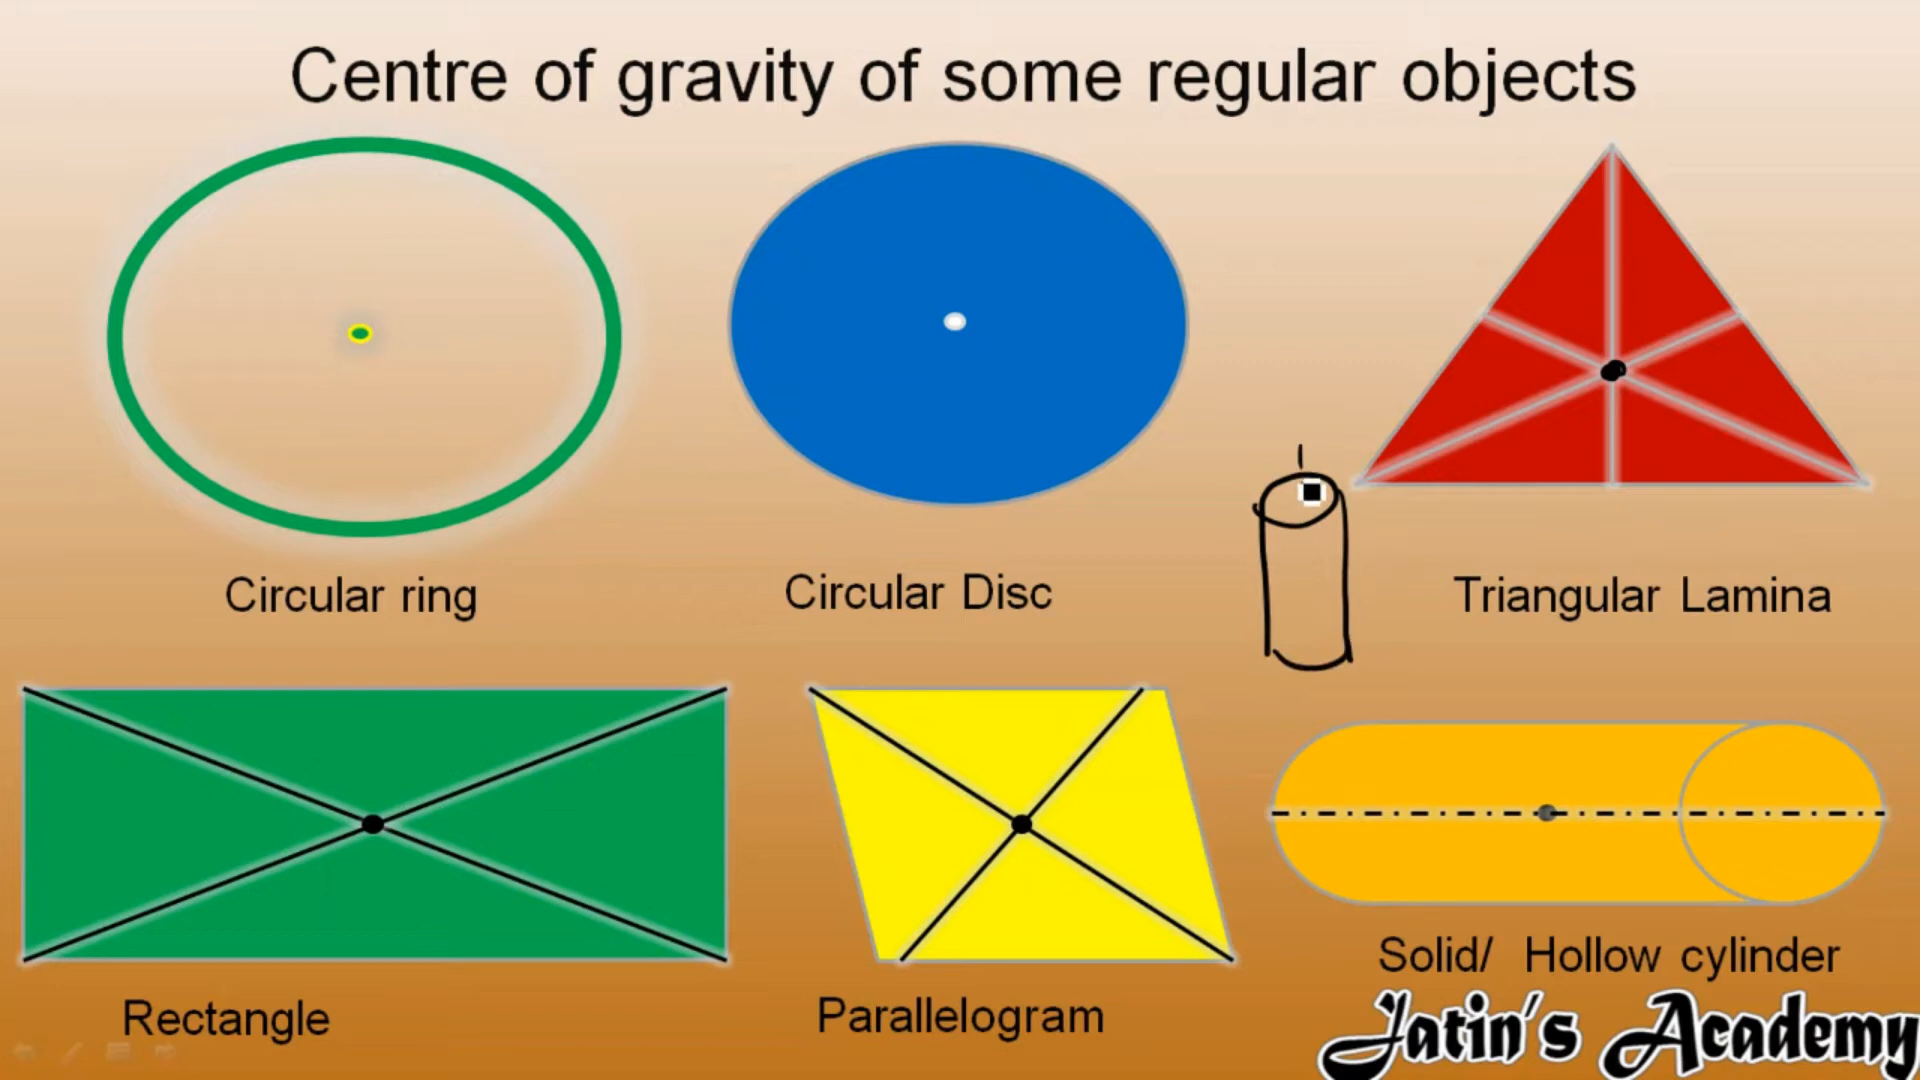 Centre of gravity of some regular objects
Circular ring
Circular Disc
Triangular Lamina
Rectangle
Parallelogram
Solid/ Hollow cylinder
Jatin's Academy